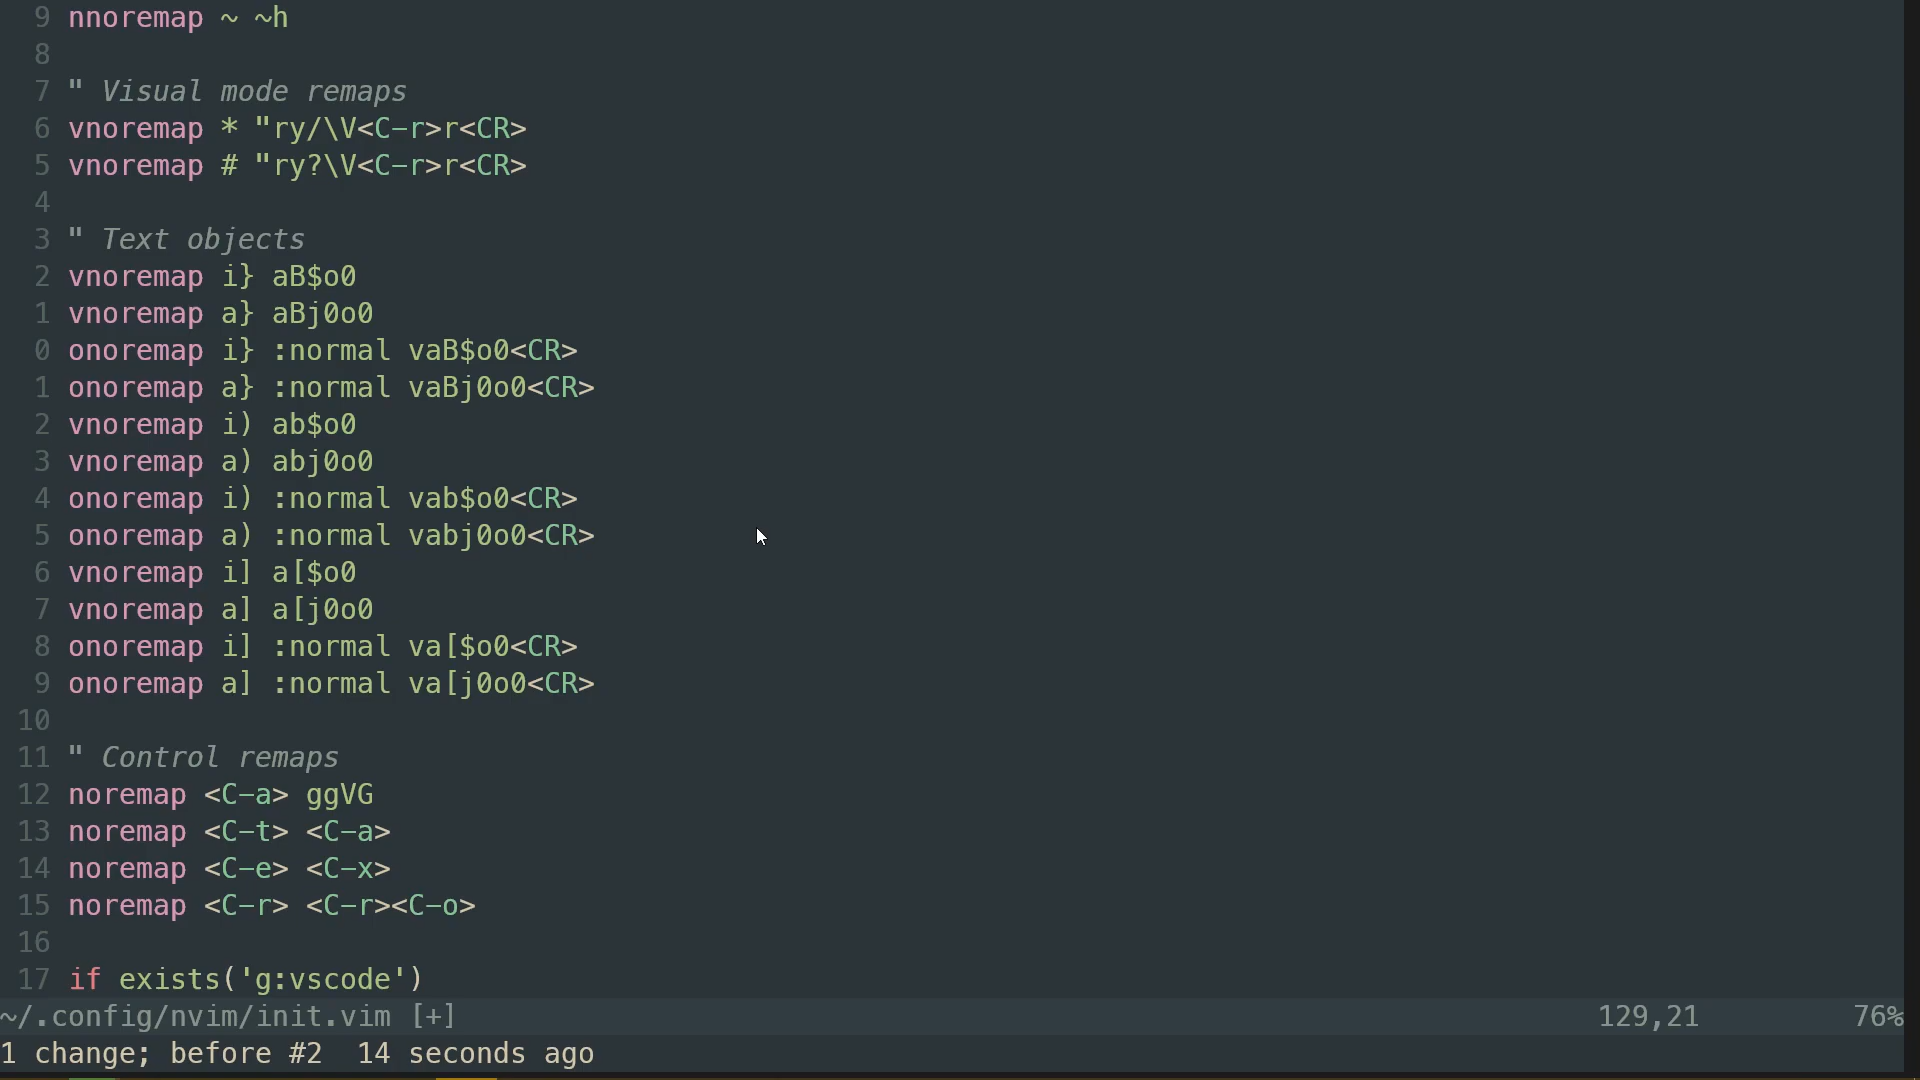 9 nnoremap ~ ~h
8
7 " Visual mode remaps
6 vnoremap * "ry/\V<C-r>r<CR>
5 vnoremap # "ry?\V<C-r>r<CR>
4
3 " Text objects
2 vnoremap i} aB$o0
1 vnoremap a} aBj0o0
0 onoremap i} :normal vaB$o0<CR>
1 onoremap a} :normal vaBj0o0<CR>
2 vnoremap i) ab$o0
3 vnoremap a) abj0o0
4 onoremap i) :normal vab$o0<CR>
5 onoremap a) :normal vabj0o0<CR>
6 vnoremap i] a[$o0
7 vnoremap a] a[j0o0
8 onoremap i] :normal va[$o0<CR>
9 onoremap a] :normal va[j0o0<CR>
10
11 " Control remaps
12 noremap <C-a> ggVG
13 noremap <C-t> <C-a>
14 noremap <C-e> <C-x>
15 noremap <C-r> <C-r><C-o>
16
17 if exists('g:vscode')
~/.config/nvim/init.vim [+] 129,21 76%
1 change; before #2  14 seconds ago